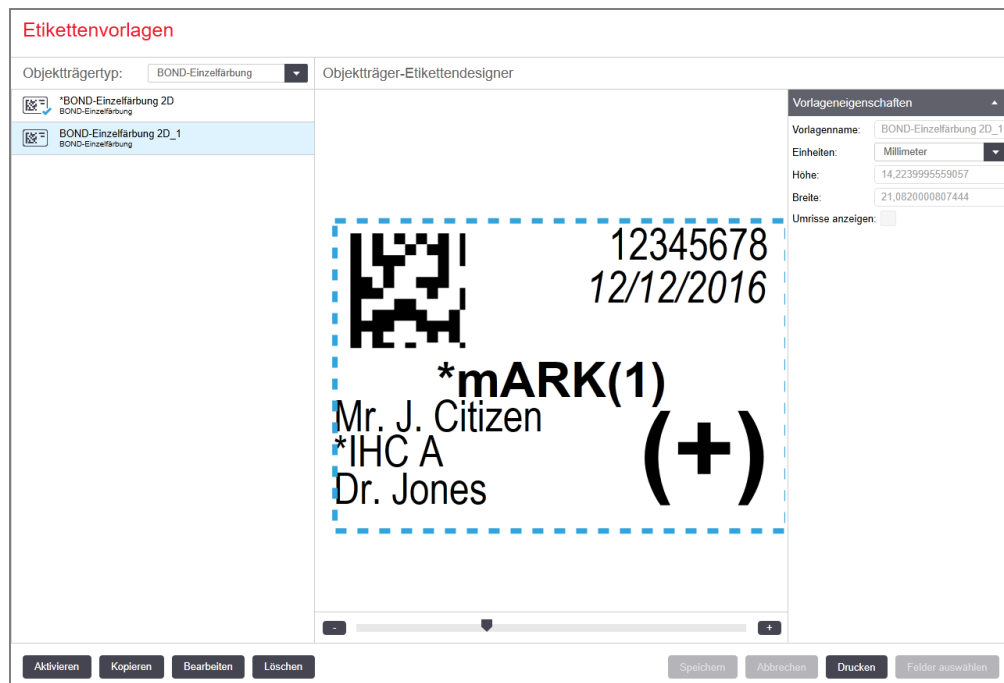 Etikettenvorlagen
Objektträgertyp: BOND-Einzelfärbung
Objektträger-Etikettendesigner
*BOND-Einzelfärbung 2D
BOND-Einzelfärbung
BOND-Einzelfärbung 2D_1
BOND-Einzelfärbung
Vorlageneigenschaften
Vorlagenname: BOND-Einzelfärbung 2D_1
Einheiten: Millimeter
Höhe: 14,2239995559057
Breite: 21,0820000807444
Umrisse anzeigen:
12345678
12/12/2016
*mARK(1)
Mr. J. Citizen
*IHC A
Dr. Jones
(+)
- +
Aktivieren Kopieren Bearbeiten Löschen Speichern Abbrechen Drucken Felder auswählen